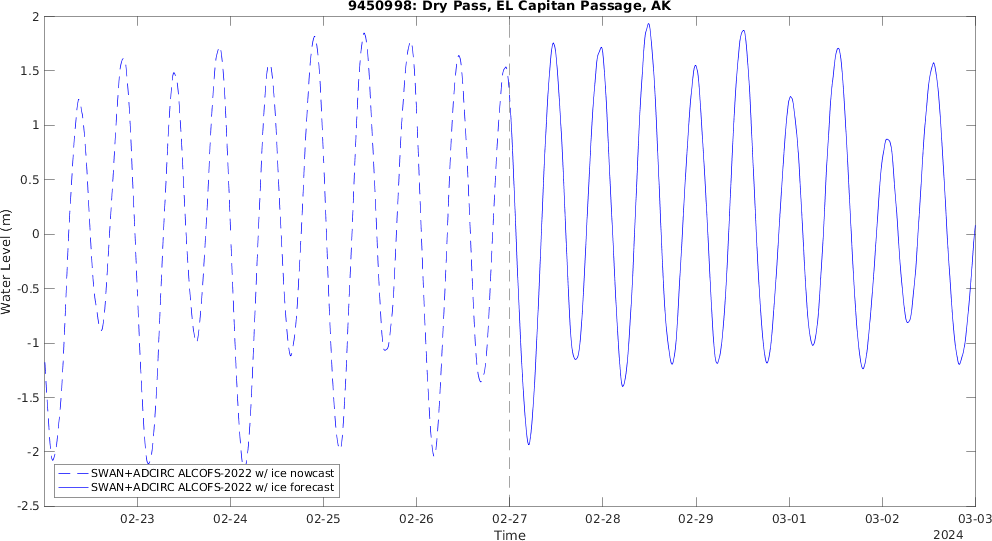 9450998: Dry Pass, EL Capitan Passage, AK
2
1.5
1
0.5
0
-0.5
-1
-1.5
-2
-2.5
Water Level (m)
SWAN+ADCIRC ALCOFS-2022 w/ ice nowcast
SWAN+ADCIRC ALCOFS-2022 w/ ice forecast
02-23 02-24 02-25 02-26 02-27 02-28 02-29 03-01 03-02 03-03
Time
2024